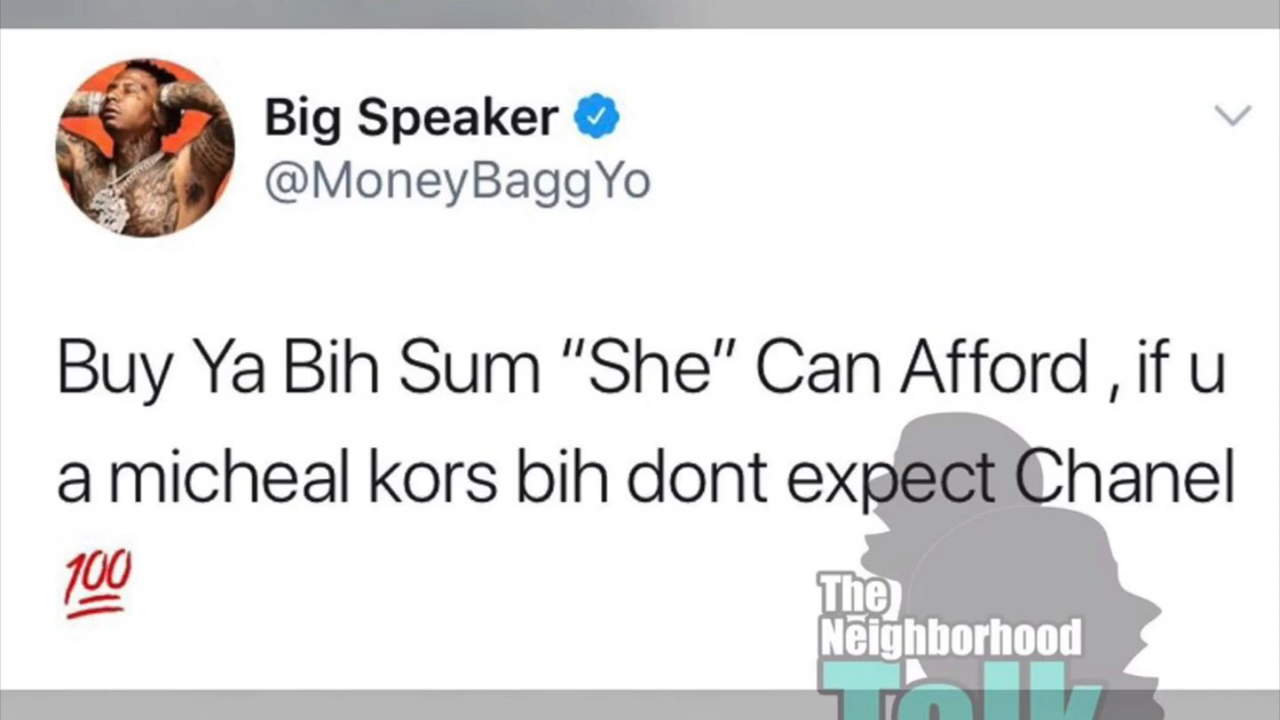 Big Speaker
@MoneyBaggYo
Buy Ya Bih Sum “She” Can Afford , if u
a micheal kors bih dont expect Chanel
💯
The
Neighborhood
Talk